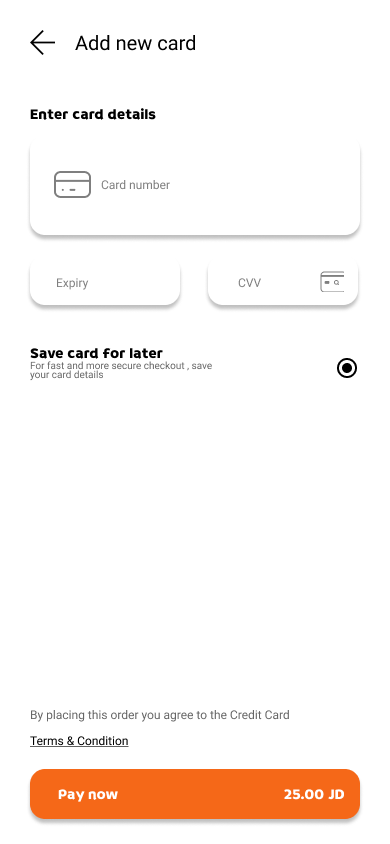 Add new card
Enter card details
Card number
Expiry
CVV
Save card for later
For fast and more secure checkout , save
your card details
By placing this order you agree to the Credit Card
Terms & Condition
Pay now 25.00 JD